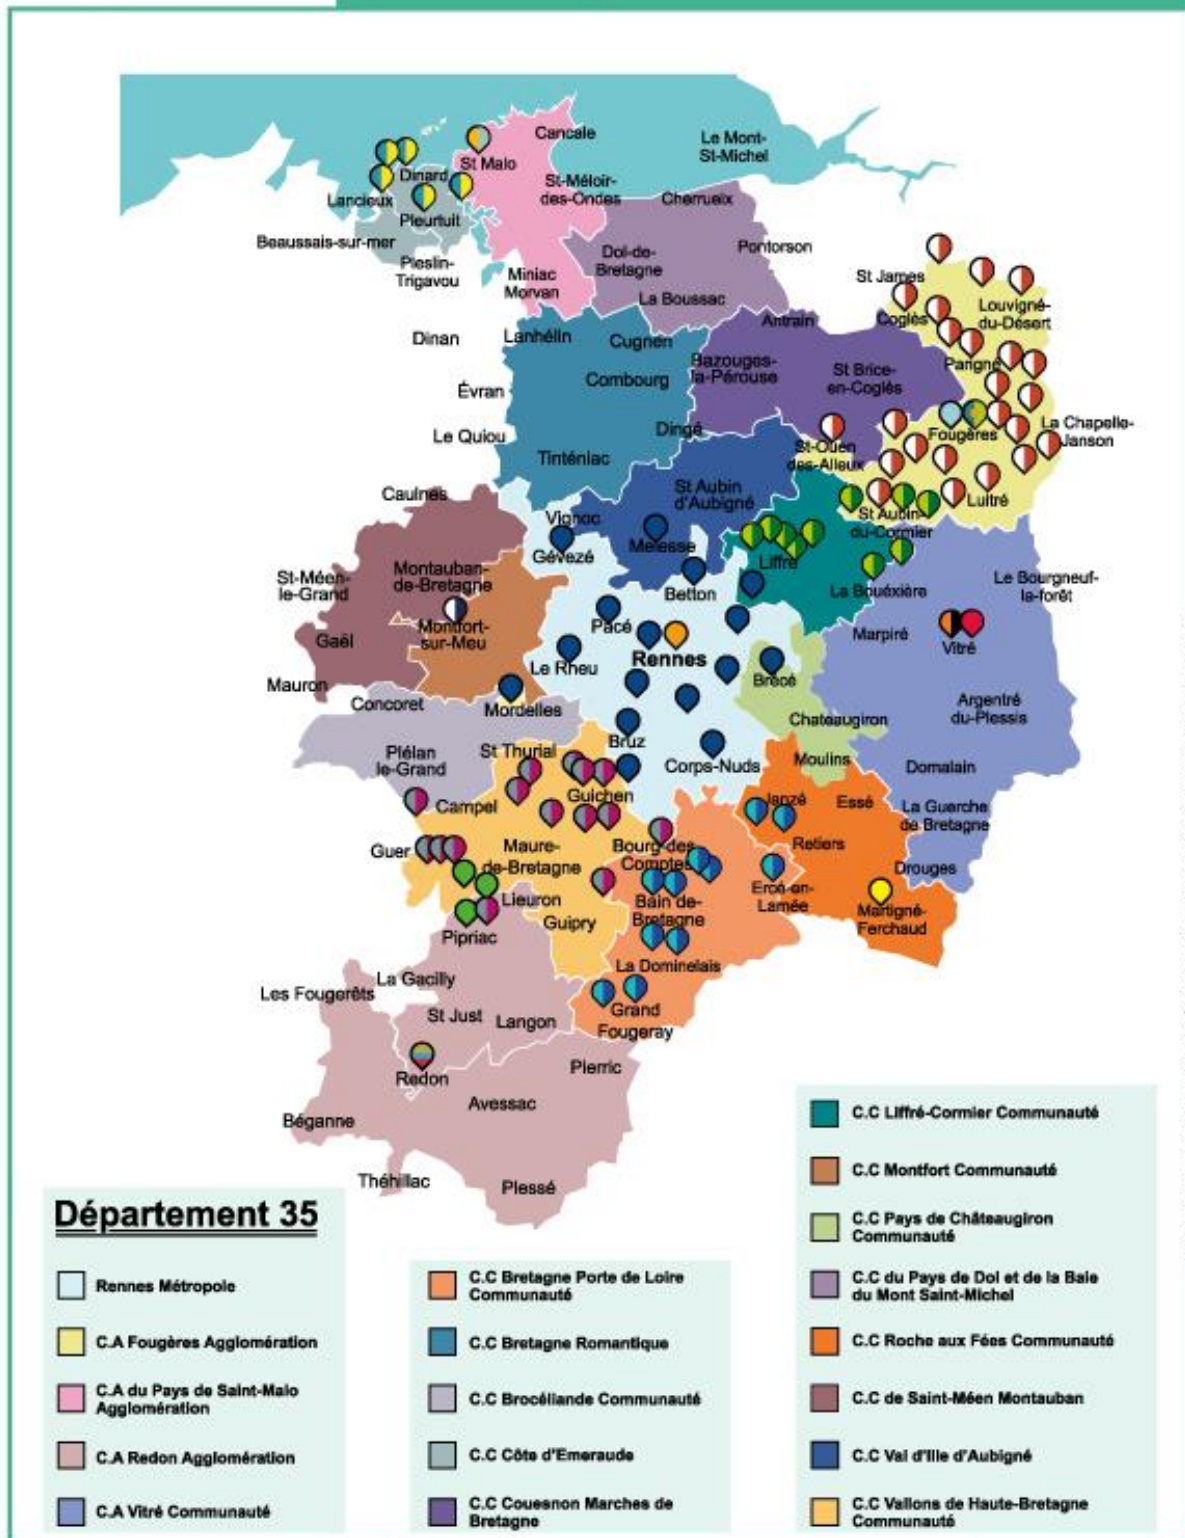 Cancale
Le Mont-
St-Michel
St Malo
Dinard
St-Méloir-
des-Ondes
Lancieux
Cherrueix
Pleurtuit
Beaussais-sur-mer
Pontorson
Dol-de-
Bretagne
Pleslin-
Trigavou
Miniac
Morvan
St James
La Boussac
Louvigné-
du-Désert
Coglès
Antrain
Dinan
Lanhélin
Cugnen
Bazouges-
la-Pérouse
Parigné
St Brice-
en-Coglès
Combourg
Évran
La Chapelle-
Janson
Fougères
Le Quiou
Dingé
St-Ouen
des-Alleux
Tinténiac
St Aubin
d'Aubigné
Caulnes
Luitré
St Aubin-
du-Cormier
Vignoc
Melesse
Gévezé
Liffré
Montauban-
de-Bretagne
St-Méen-
le-Grand
Le Bourgneuf-
la-forêt
Betton
La Bouëxière
Pacé
Montfort-
sur-Meu
Marpiré
Vitré
Gaël
Rennes
Le Rheu
Brécé
Mauron
Concoret
Mordelles
Argentré
du-Plessis
Chateaugiron
Bruz
St Thurial
Plélan
le-Grand
Corps-Nuds
Moulins
Domalain
Guichen
Janzé
Essé
Campel
La Guerche
de Bretagne
Guer
Maure-
de-Bretagne
Bourg-des
Comptes
Retiers
Drouges
Ercé-en-
Lamée
Lieuron
Bain de-
Bretagne
Martigné-
Ferchaud
Guipry
Pipriac
La Dominelais
La Gacilly
Les Fougerêts
St Just
Langon
Grand
Fougeray
Pierric
Redon
Avessac
Béganne
Théhillac
Plessé
Département 35
Rennes Métropole
C.A Fougères Agglomération
C.A du Pays de Saint-Malo
Agglomération
C.A Redon Agglomération
C.A Vitré Communauté
C.C Bretagne Porte de Loire
Communauté
C.C Bretagne Romantique
C.C Brocéliande Communauté
C.C Côte d'Emeraude
C.C Couesnon Marches de
Bretagne
C.C Liffré-Cormier Communauté
C.C Montfort Communauté
C.C Pays de Châteaugiron
Communauté
C.C du Pays de Dol et de la Baie
du Mont Saint-Michel
C.C Roche aux Fées Communauté
C.C de Saint-Méen Montauban
C.C Val d'Ille d'Aubigné
C.C Vallons de Haute-Bretagne
Communauté